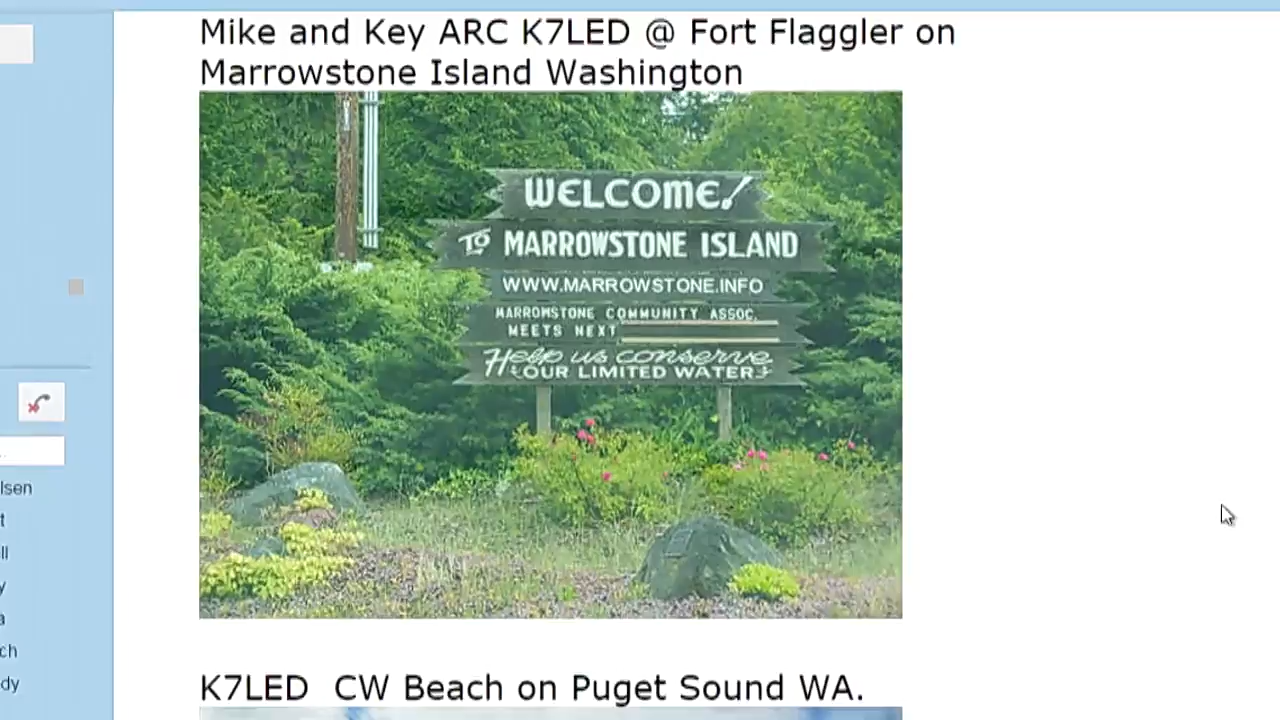 Mike and Key ARC K7LED @ Fort Flaggler on
Marrowstone Island Washington
WELCOME!
TO MARROWSTONE ISLAND
WWW.MARROWSTONE.INFO
MARROWSTONE COMMUNITY ASSOC.
MEETS NEXT
Help us conserve
OUR LIMITED WATER
lsen
t
ll
y
a
ch
dy
K7LED CW Beach on Puget Sound WA.